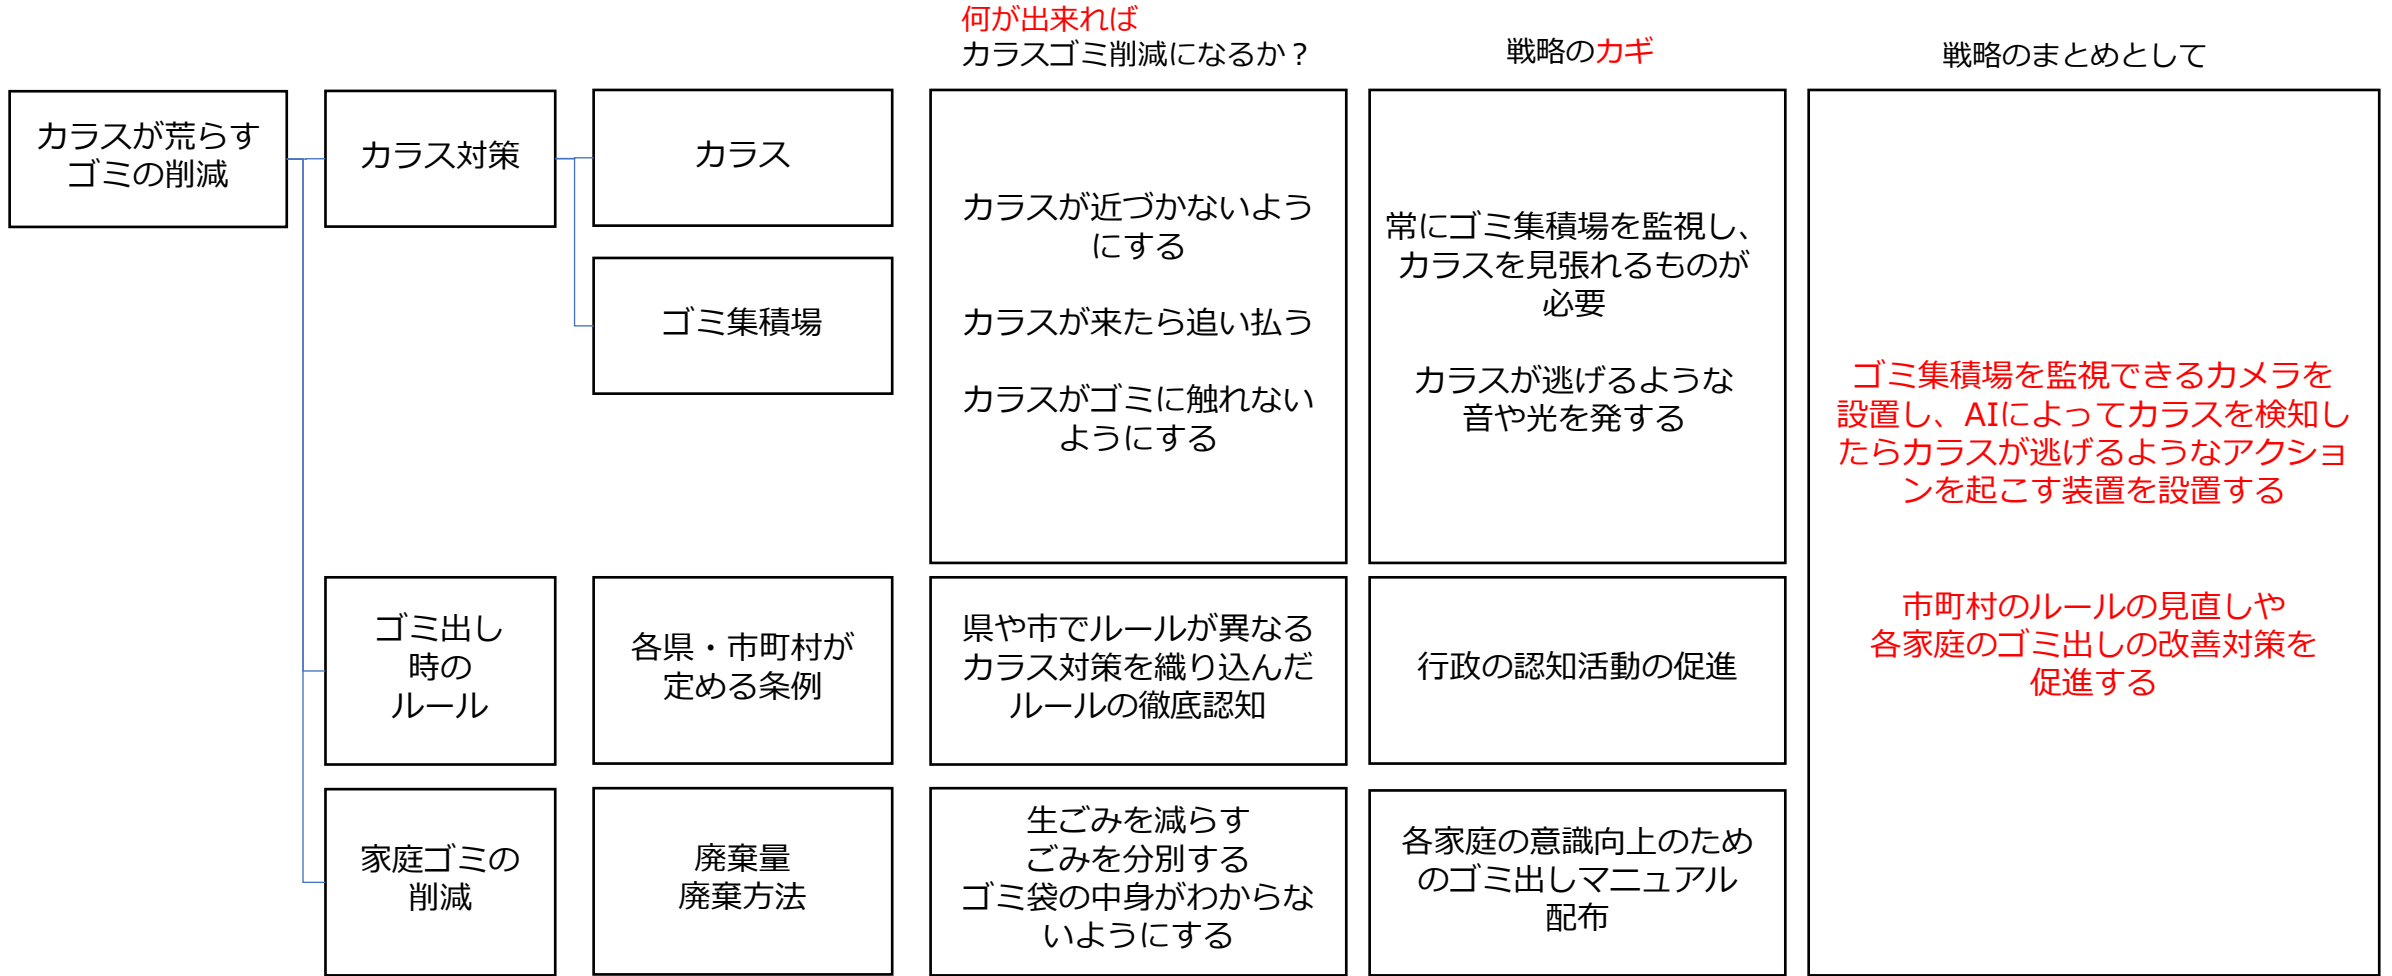 何が出来れば
カラスゴミ削減になるか？
戦略のカギ
戦略のまとめとして
カラスが荒らす
ゴミの削減
カラス対策
カラス
ゴミ集積場
カラスが近づかないよう
にする
カラスが来たら追い払う
カラスがゴミに触れない
ようにする
常にゴミ集積場を監視し、
カラスを見張れるものが
必要
カラスが逃げるような
音や光を発する
ゴミ集積場を監視できるカメラを
設置し、AIによってカラスを検知し
たらカラスが逃げるようなアクショ
ンを起こす装置を設置する
市町村のルールの見直しや
各家庭のゴミ出しの改善対策を
促進する
ゴミ出し
時の
ルール
各県・市町村が
定める条例
県や市でルールが異なる
カラス対策を織り込んだ
ルールの徹底認知
行政の認知活動の促進
家庭ゴミの
削減
廃棄量
廃棄方法
生ごみを減らす
ごみを分別する
ゴミ袋の中身がわからな
いようにする
各家庭の意識向上のため
のゴミ出しマニュアル
配布